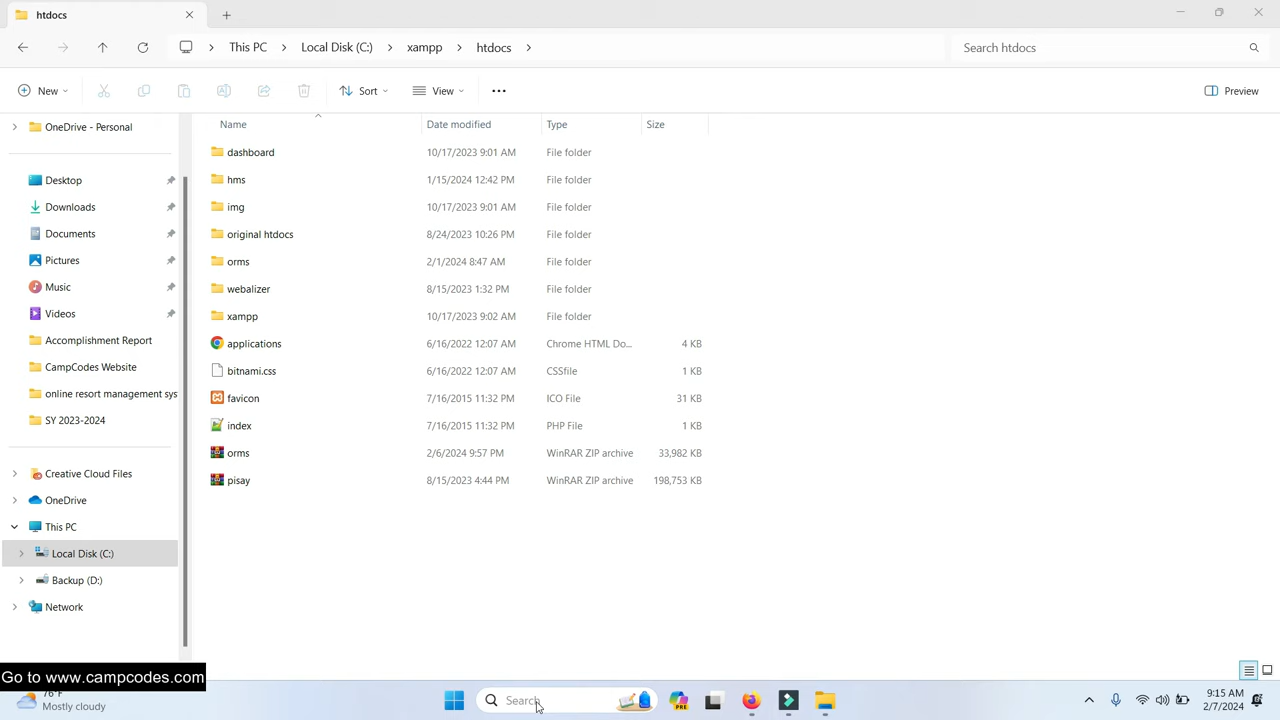 htdocs
This PC
Local Disk (C:)
xampp
htdocs
Search htdocs
New
Sort
View
Preview
OneDrive - Personal
Desktop
Downloads
Documents
Pictures
Music
Videos
Accomplishment Report
CampCodes Website
online resort management sys
SY 2023-2024
Creative Cloud Files
OneDrive
This PC
Local Disk (C:)
Backup (D:)
Network
Name Date modified Type Size
dashboard 10/17/2023 9:01 AM File folder
hms 1/15/2024 12:42 PM File folder
img 10/17/2023 9:01 AM File folder
original htdocs 8/24/2023 10:26 PM File folder
orms 2/1/2024 8:47 AM File folder
webalizer 8/15/2023 1:32 PM File folder
xampp 10/17/2023 9:02 AM File folder
applications 6/16/2022 12:07 AM Chrome HTML Do... 4 KB
bitnami.css 6/16/2022 12:07 AM CSSfile 1 KB
favicon 7/16/2015 11:32 PM ICO File 31 KB
index 7/16/2015 11:32 PM PHP File 1 KB
orms 2/6/2024 9:57 PM WinRAR ZIP archive 33,982 KB
pisay 8/15/2023 4:44 PM WinRAR ZIP archive 198,753 KB
Go to www.campcodes.com
76°F
Mostly cloudy
Search
PRE
9:15 AM
2/7/2024